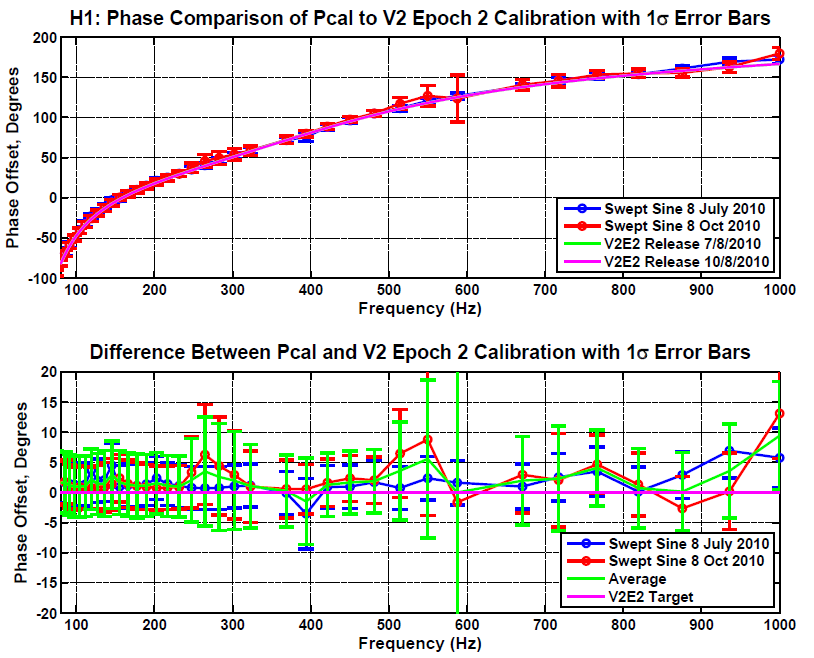 H1: Phase Comparison of Pcal to V2 Epoch 2 Calibration with 1σ Error Bars
200
150
100
50
0
-50
-100
Phase Offset, Degrees
Swept Sine 8 July 2010
Swept Sine 8 Oct 2010
V2E2 Release 7/8/2010
V2E2 Release 10/8/2010
100 200 300 400 500 600 700 800 900 1000
Frequency (Hz)
Difference Between Pcal and V2 Epoch 2 Calibration with 1σ Error Bars
20
15
10
5
0
-5
-10
-15
-20
Phase Offset, Degrees
Swept Sine 8 July 2010
Swept Sine 8 Oct 2010
Average
V2E2 Target
100 200 300 400 500 600 700 800 900 1000
Frequency (Hz)